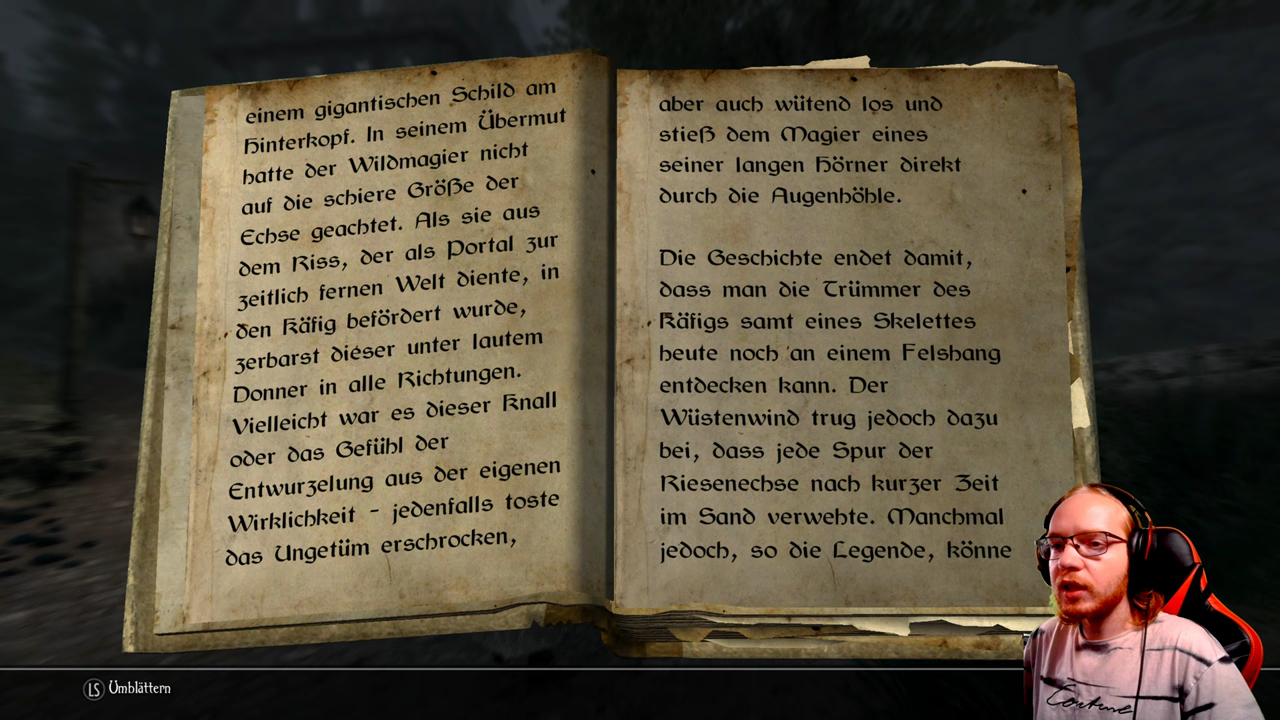 einem gigantischen Schild am
Hinterkopf. In seinem Übermut
hatte der Wildmagier nicht
auf die schiere Größe der
Echse geachtet. Als sie aus
dem Riss, der als Portal zur
zeitlich fernen Welt diente, in
den Käfig befördert wurde,
zerbarst dieser unter lautem
Donner in alle Richtungen.
Vielleicht war es dieser Knall
oder das Gefühl der
Entwurzelung aus der eigenen
Wirklichkeit - jedenfalls toste
das Ungetüm erschrocken,
aber auch wütend los und
stieß dem Magier eines
seiner langen Hörner direkt
durch die Augenhöhle.
Die Geschichte endet damit,
dass man die Trümmer des
Käfigs samt eines Skelettes
heute noch an einem Felshang
entdecken kann. Der
Wüstenwind trug jedoch dazu
bei, dass jede Spur der
Riesenechse nach kurzer Zeit
im Sand verwehte. Manchmal
jedoch, so die Legende, könne
LS Umblättern